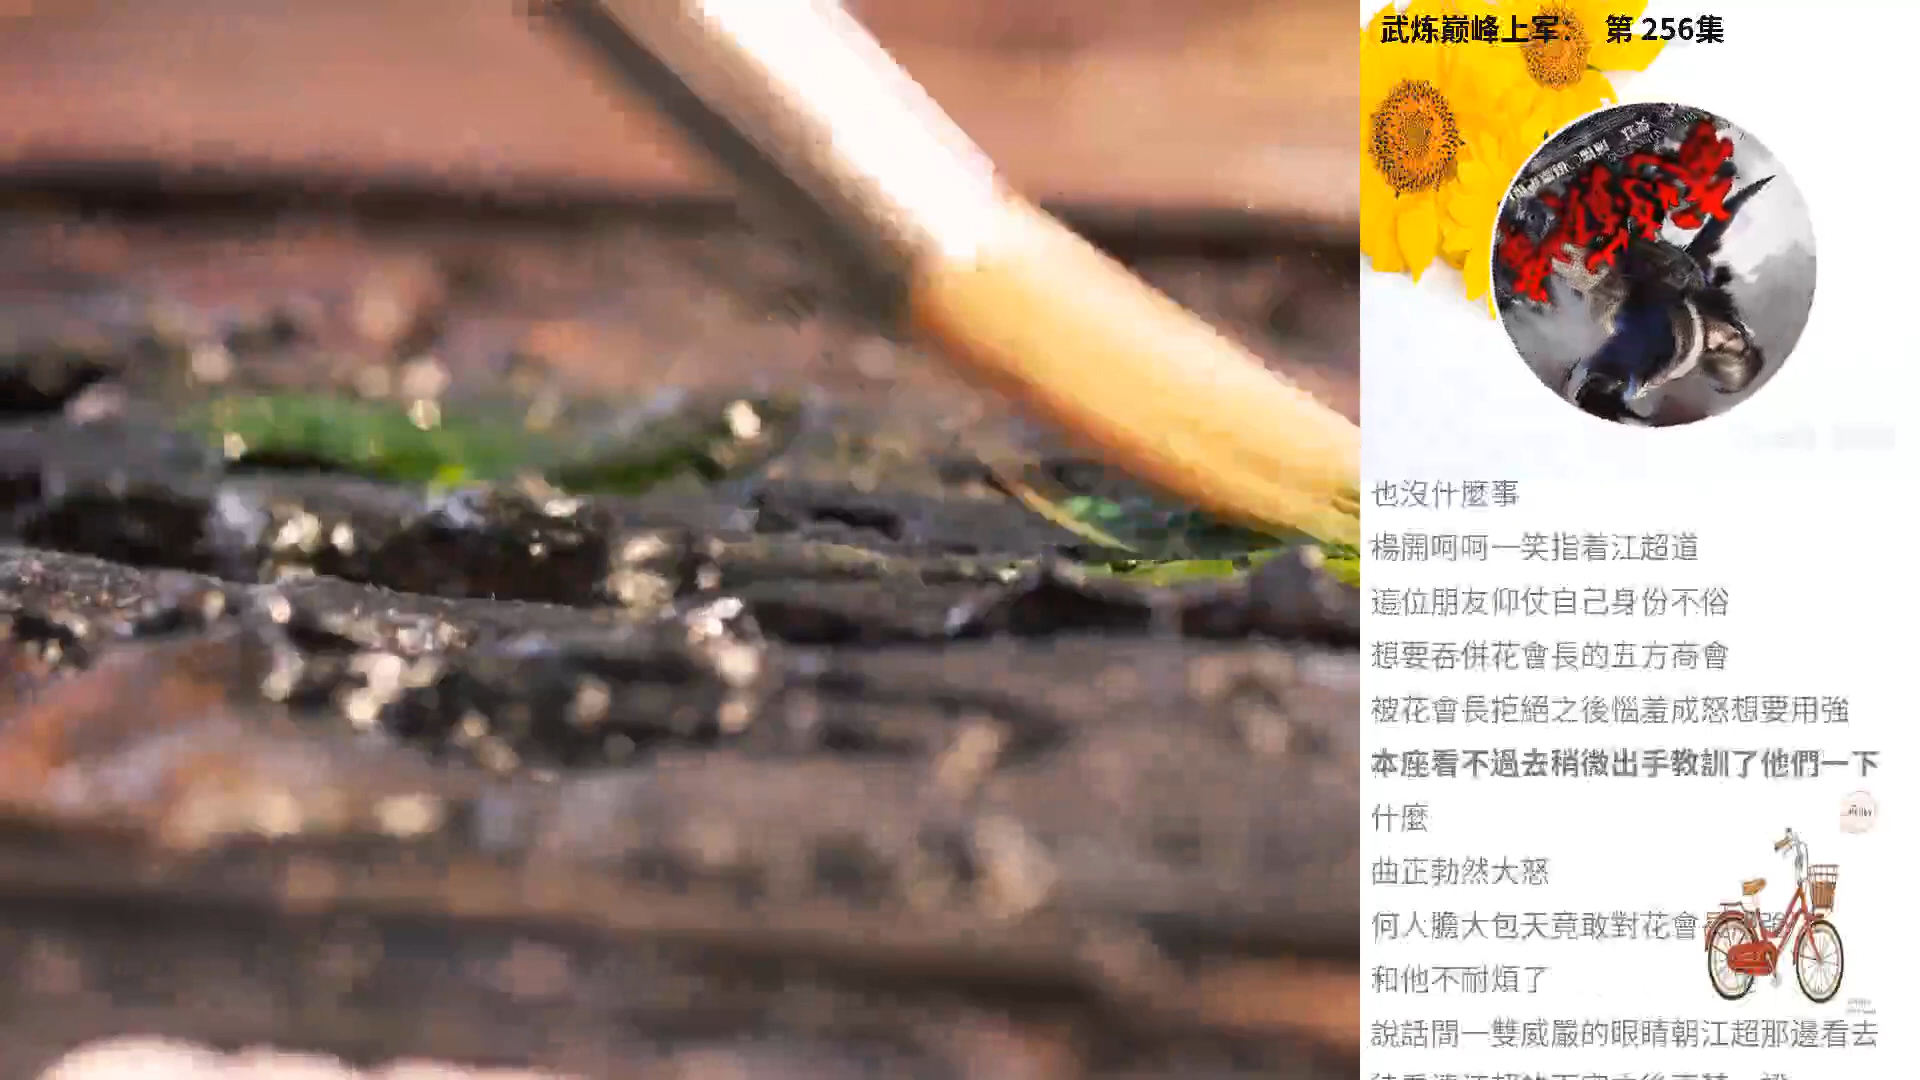 武炼巅峰上军： 第 256集
也沒什麼事
楊開呵呵一笑指着江超道
這位朋友仰仗自己身份不俗
想要吞併花會長的五方商會
被花會長拒絕之後惱羞成怒想要用強
本座看不過去稍微出手教訓了他們一下
什麼
曲正勃然大怒
何人膽大包天竟敢對花會
和他不耐煩了
說話間一雙威嚴的眼睛朝江超那邊看去